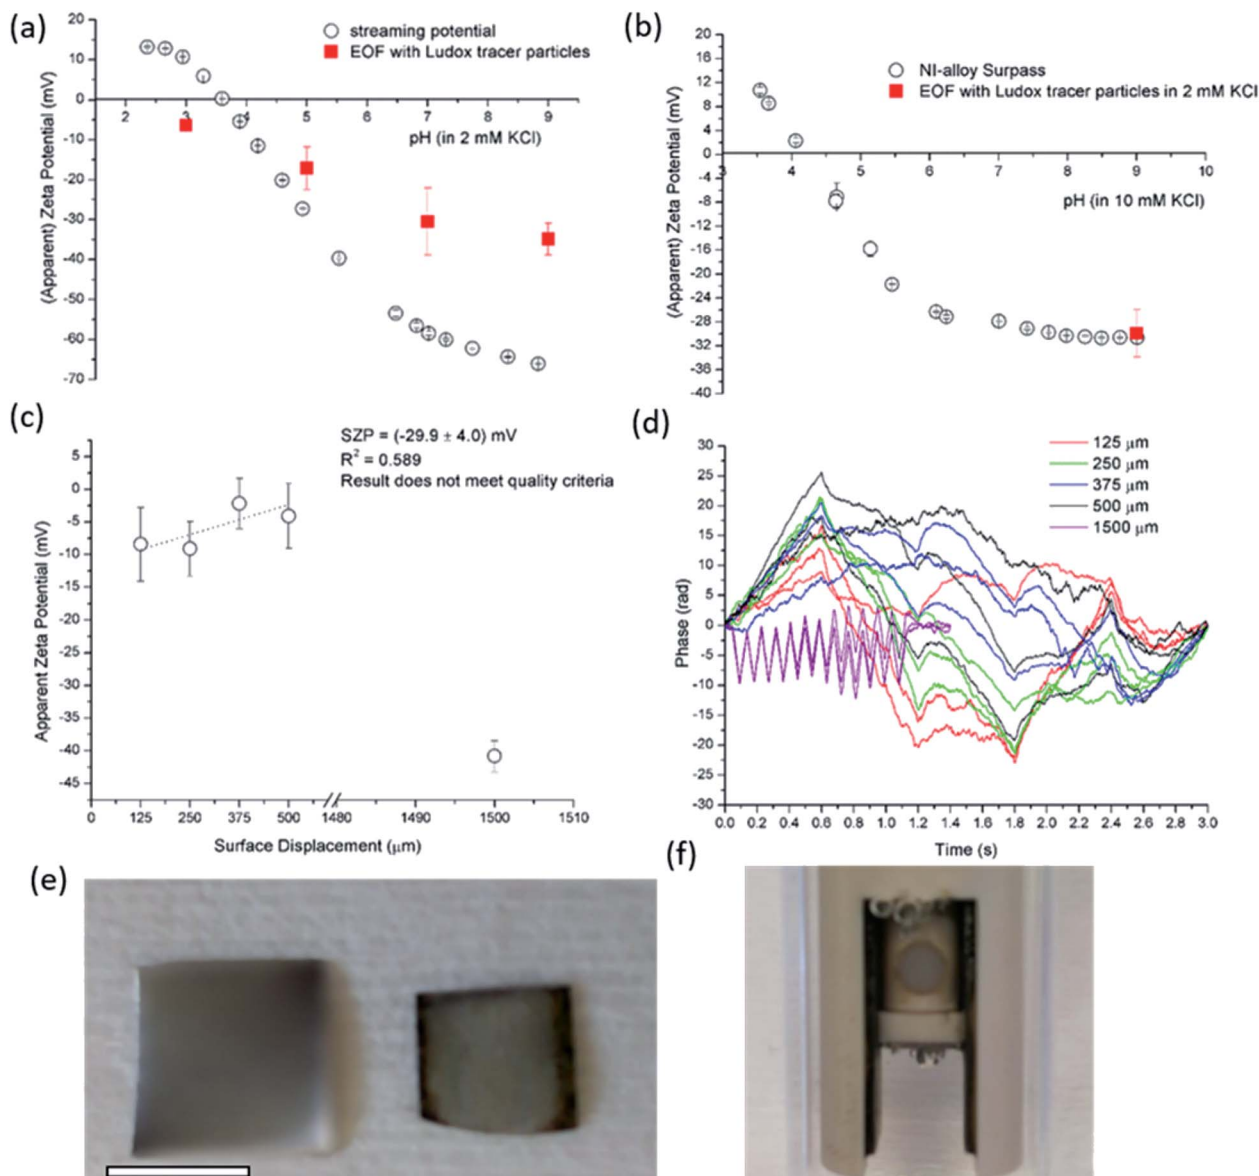 (a)
streaming potential
EOF with Ludox tracer particles
(Apparent) Zeta Potential (mV)
20
10
0
-10
-20
-30
-40
-50
-60
-70
2 3 4 5 6 7 8 9
pH (in 2 mM KCl)
(b)
NI-alloy Surpass
EOF with Ludox tracer particles in 2 mM KCl
(Apparent) Zeta Potential (mV)
20
16
12
8
4
0
-4
-8
-12
-16
-20
-24
-28
-32
-36
-40
3 4 5 6 7 8 9 10
pH (in 10 mM KCl)
(c)
SZP = (-29.9 ± 4.0) mV
R² = 0.589
Result does not meet quality criteria
Apparent Zeta Potential (mV)
5
0
-5
-10
-15
-20
-25
-30
-35
-40
-45
0 125 250 375 500 1480 1490 1500 1510
Surface Displacement (μm)
(d)
125 μm
250 μm
375 μm
500 μm
1500 μm
Phase (rad)
30
25
20
15
10
5
0
-5
-10
-15
-20
-25
-30
0.0 0.2 0.4 0.6 0.8 1.0 1.2 1.4 1.6 1.8 2.0 2.2 2.4 2.6 2.8 3.0
Time (s)
(e)
(f)